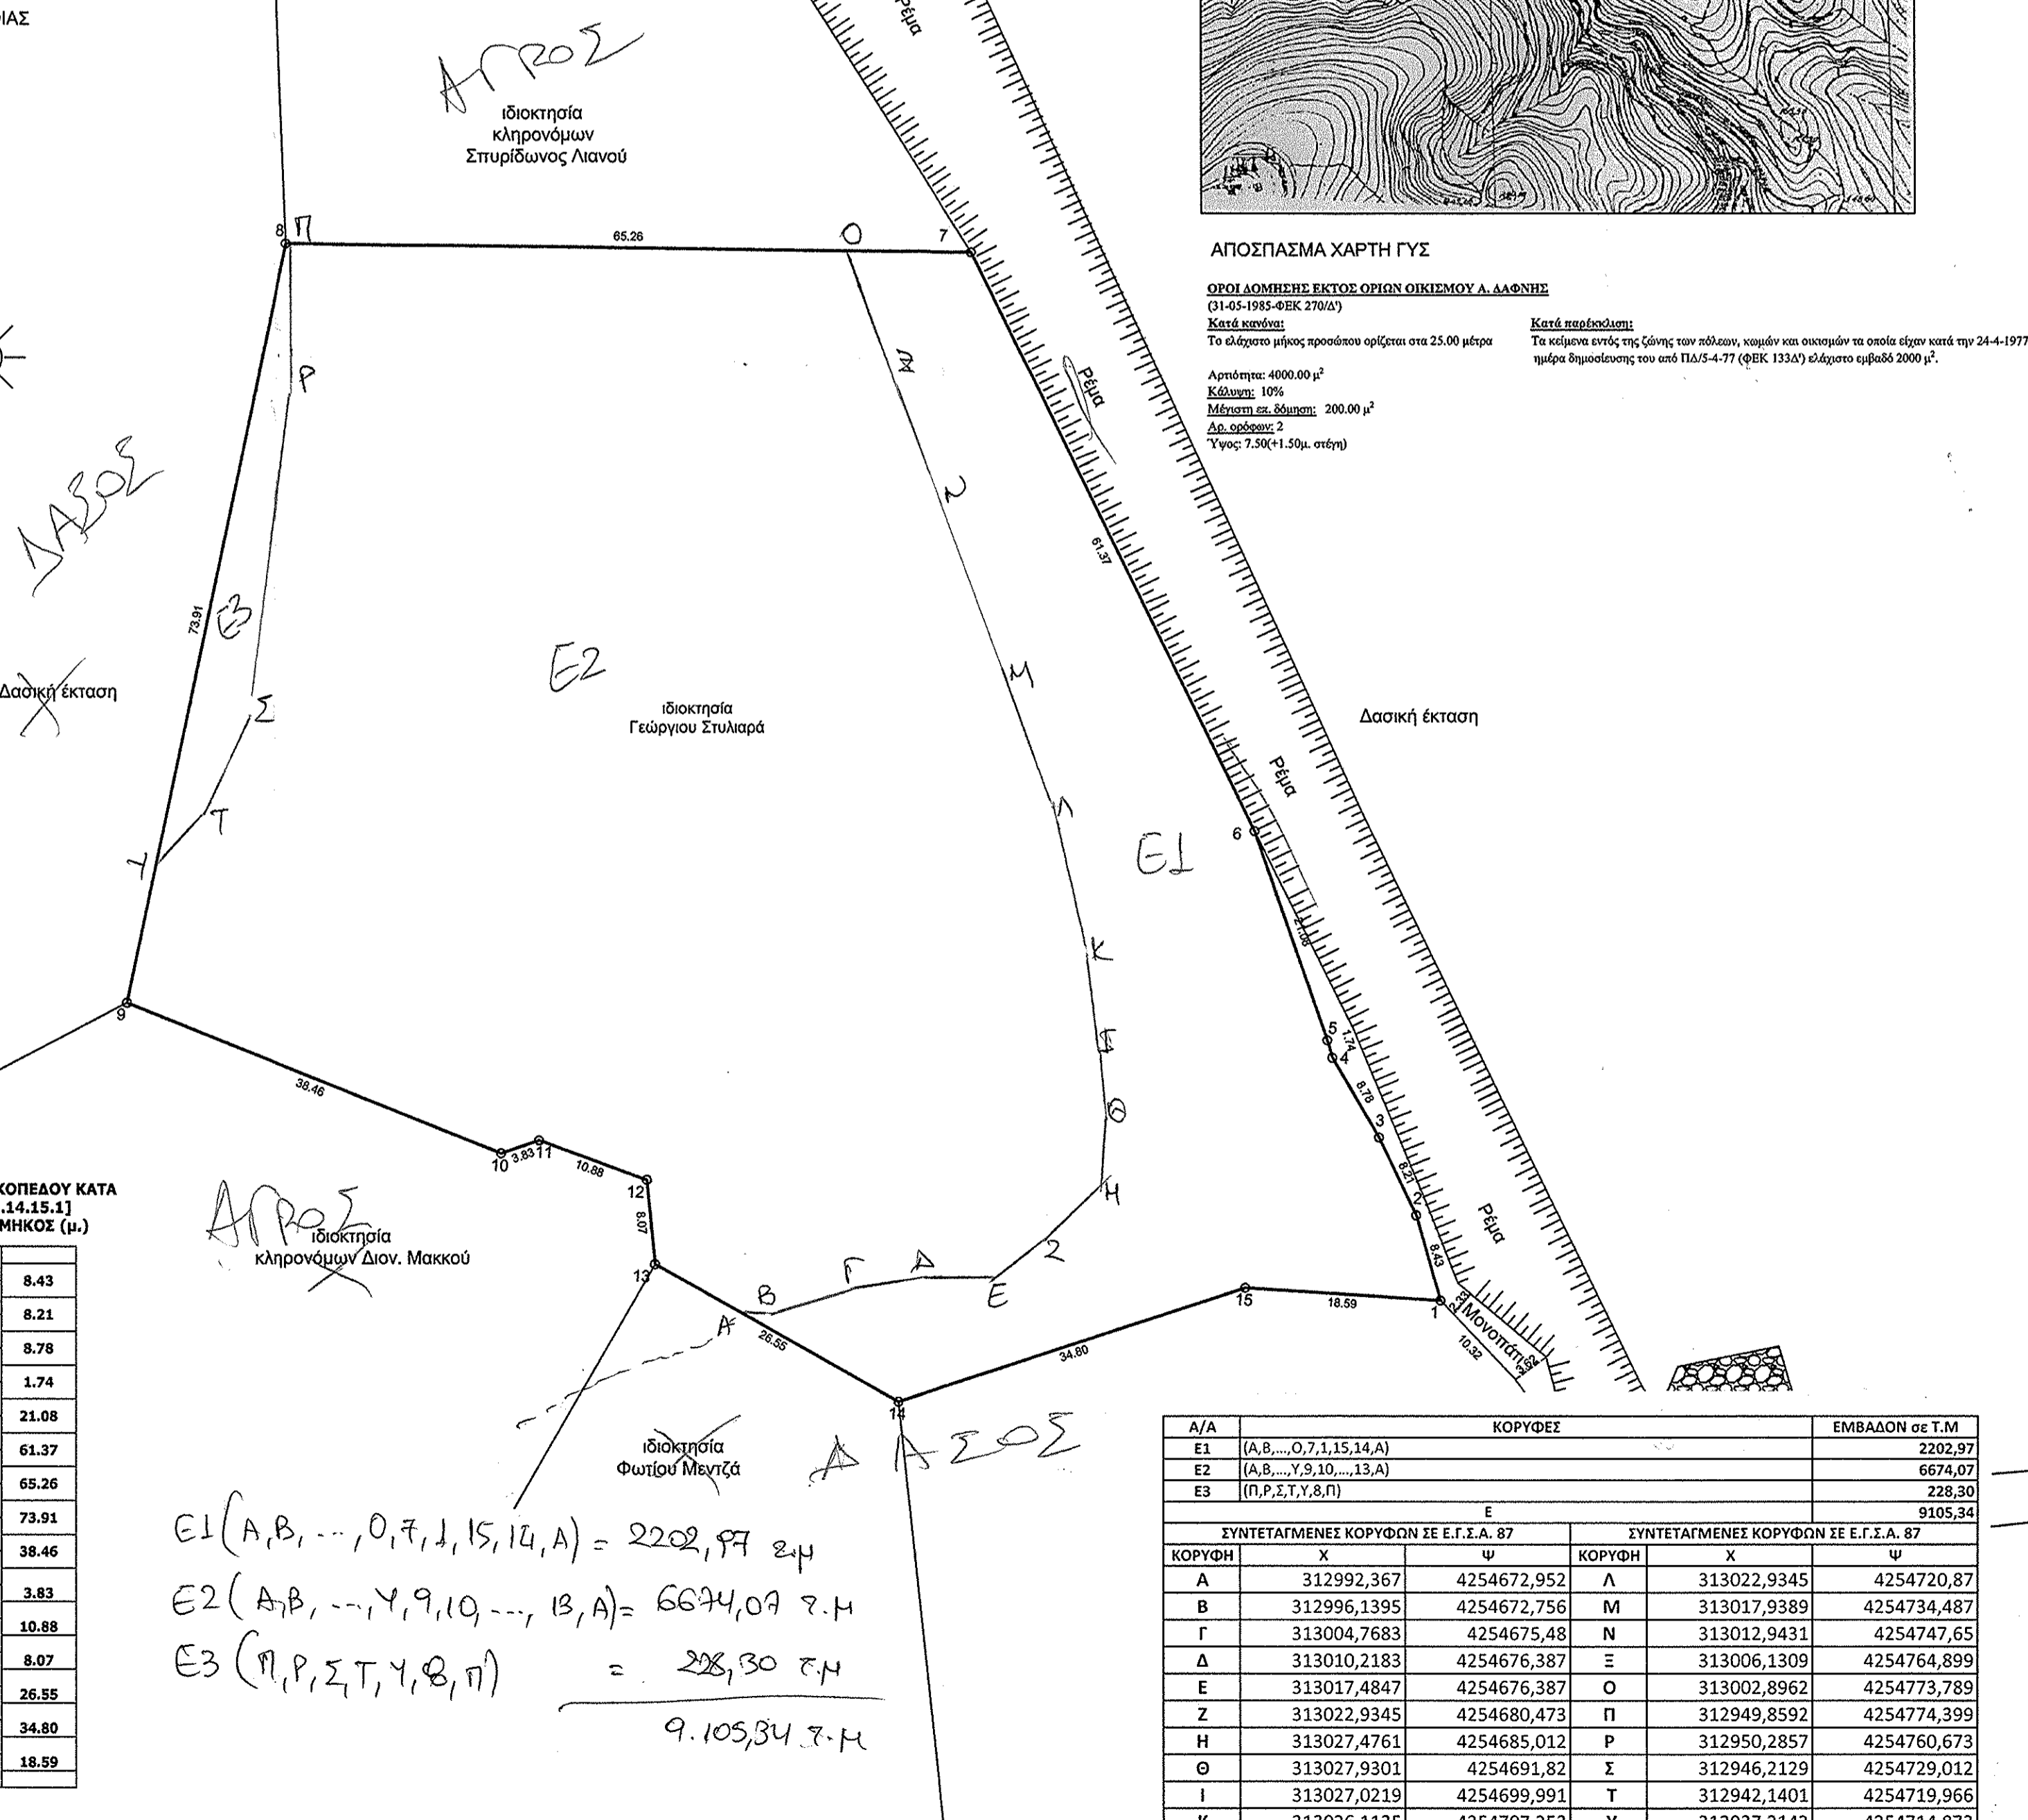 ΙΑΣ
ΑΓΡΟΣ
ιδιοκτησία
κληρονόμων
Σπυρίδωνος Λιανού
Ρέμα
8
Π
65.26
Ο
7
ΑΠΟΣΠΑΣΜΑ ΧΑΡΤΗ ΓΥΣ
ΟΡΟΙ ΔΟΜΗΣΗΣ ΕΚΤΟΣ ΟΡΙΩΝ ΟΙΚΙΣΜΟΥ Α. ΔΑΦΝΗΣ
(31-05-1985-ΦΕΚ 270/Δ')
Κατά κανόνα:
Το ελάχιστο μήκος προσώπου ορίζεται στα 25.00 μέτρα
Αρτιότητα: 4000.00 μ²
Κάλυψη: 10%
Μέγιστη εκ. δόμηση: 200.00 μ²
Αρ. ορόφων: 2
Ύψος: 7.50(+1.50μ. στέγη)
Κατά παρέκκλιση:
Τα κείμενα εντός της ζώνης των πόλεων, κωμών και οικισμών τα οποία είχαν κατά την 24-4-1977
ημέρα δημοσίευσης του από ΠΔ/5-4-77 (ΦΕΚ 133Δ') ελάχιστο εμβαδό 2000 μ².
Ρ
Ξ
Ρέμα
Ν
ΔΑΣΟΣ
61.37
73.91
Ε3
Ε2
Μ
Δασική έκταση
Σ
ιδιοκτησία
Γεώργιου Στυλιαρά
Δασική έκταση
Ρέμα
Τ
Λ
6
Υ
Ε1
21.08
Κ
9
Ι
5
1.74
4
38.46
8.78
Θ
3
10
3.83
11
10.88
12
Η
8.21
2
8.07
Ρέμα
ΑΓΡΟΣ
ιδιοκτησία
κληρονόμων Διον. Μακκού
Ζ
8.43
13
Β
Γ
Δ
Ε
15
18.59
1
Μονοπάτι
10.32
3.62
Α
26.55
34.80
14
ΔΑΣΟΣ
ιδιοκτησία
Φωτίου Μεντζά
ΚΟΠΕΔΟΥ ΚΑΤΑ
.14.15.1]
ΜΗΚΟΣ (μ.)
8.43
8.21
8.78
1.74
21.08
61.37
65.26
73.91
38.46
3.83
10.88
8.07
26.55
34.80
18.59
Ε1(Α,Β, ..., Ο,7,1,15,14,Α) = 2202,97 τ.μ
Ε2(Α,Β, ...,Υ,9,10,..., 13,Α)= 6674,07 τ.μ
Ε3 (Π,Ρ,Σ,Τ,Υ,8,Π) = 228,30 τ.μ
9.105,34 τ.μ
Α/Α ΚΟΡΥΦΕΣ ΕΜΒΑΔΟΝ σε Τ.Μ
Ε1 (Α,Β,...,Ο,7,1,15,14,Α) 2202,97
Ε2 (Α,Β,...,Υ,9,10,...,13,Α) 6674,07
Ε3 (Π,Ρ,Σ,Τ,Υ,8,Π) 228,30
Ε 9105,34
ΣΥΝΤΕΤΑΓΜΕΝΕΣ ΚΟΡΥΦΩΝ ΣΕ Ε.Γ.Σ.Α. 87 ΣΥΝΤΕΤΑΓΜΕΝΕΣ ΚΟΡΥΦΩΝ ΣΕ Ε.Γ.Σ.Α. 87
ΚΟΡΥΦΗ Χ Ψ ΚΟΡΥΦΗ Χ Ψ
Α 312992,367 4254672,952 Λ 313022,9345 4254720,87
Β 312996,1395 4254672,756 Μ 313017,9389 4254734,487
Γ 313004,7683 4254675,48 Ν 313012,9431 4254747,65
Δ 313010,2183 4254676,387 Ξ 313006,1309 4254764,899
Ε 313017,4847 4254676,387 Ο 313002,8962 4254773,789
Ζ 313022,9345 4254680,473 Π 312949,8592 4254774,399
Η 313027,4761 4254685,012 Ρ 312950,2857 4254760,673
Θ 313027,9301 4254691,82 Σ 312946,2129 4254729,012
Ι 313027,0219 4254699,991 Τ 312942,1401 4254719,966